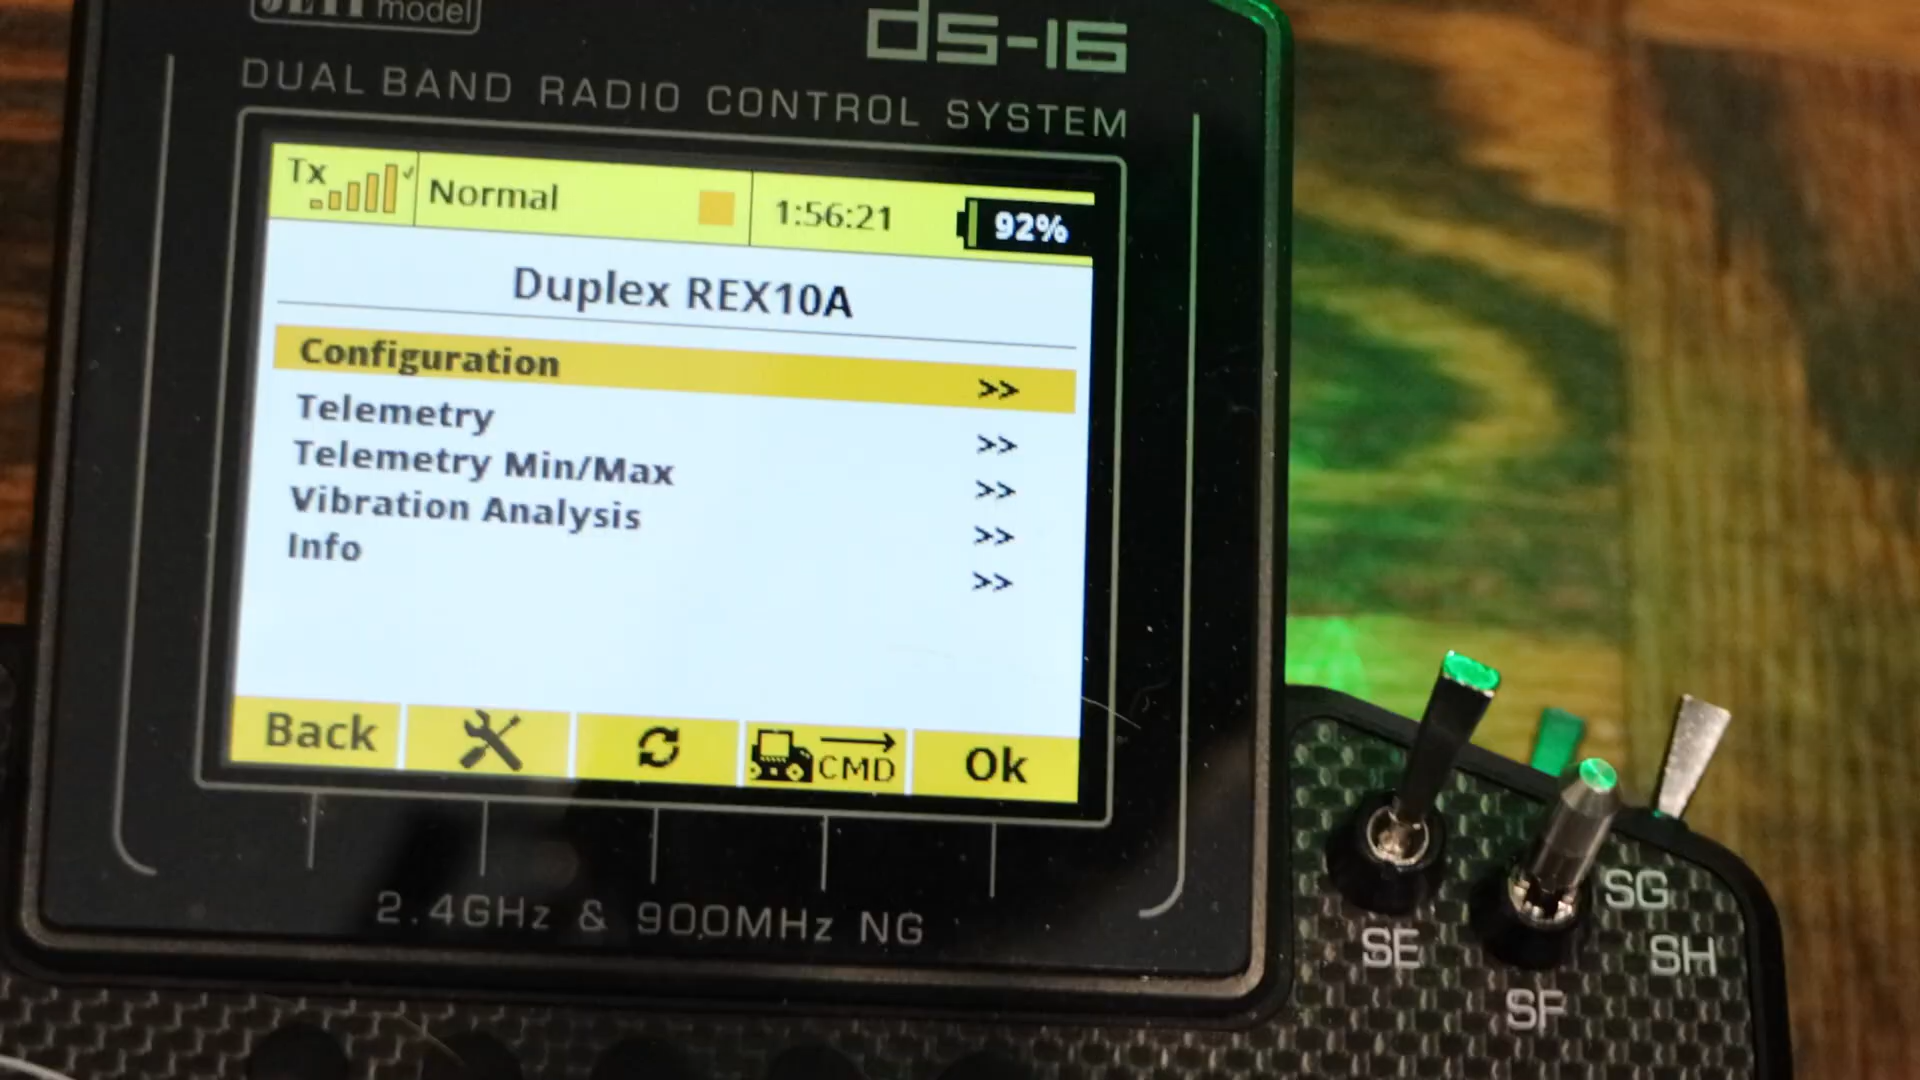 JETI model
ds-16
DUAL BAND RADIO CONTROL SYSTEM
Tx Normal 1:56:21 92%
Duplex REX10A
Configuration >>
Telemetry >>
Telemetry Min/Max >>
Vibration Analysis >>
Info >>
Back CMD Ok
2.4GHz & 900MHz NG
SG
SE SH
SF